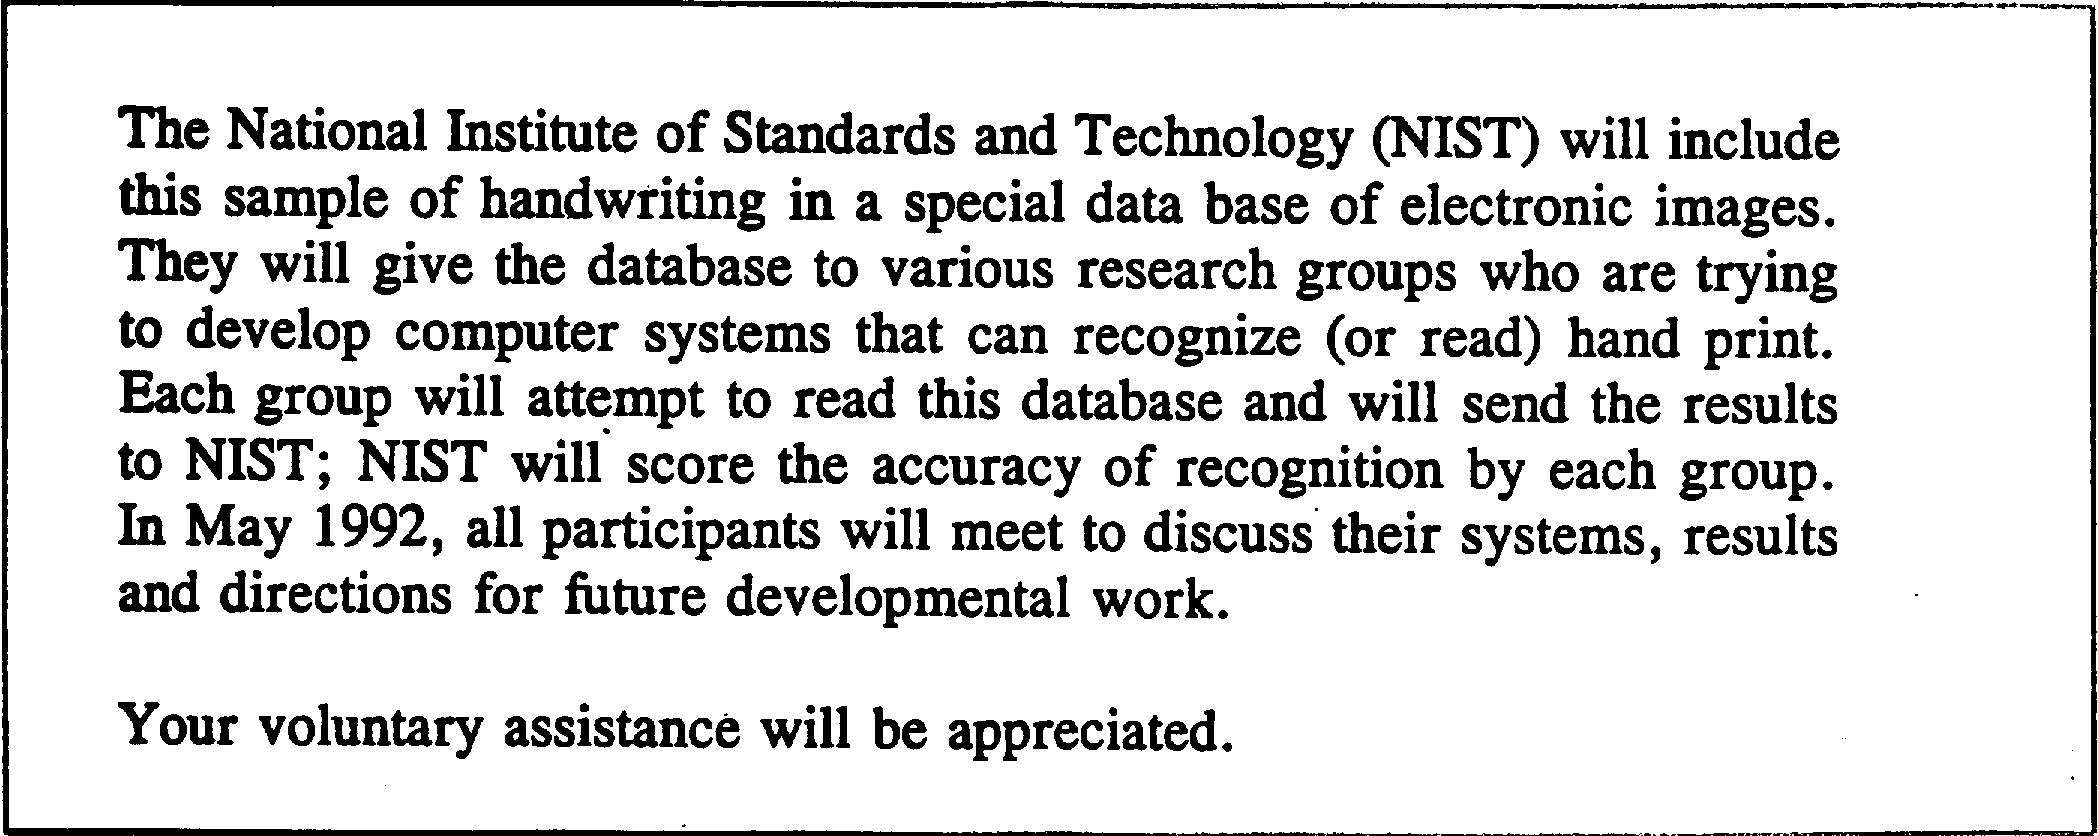 The National Institute of Standards and Technology (NIST) will include
this sample of handwriting in a special data base of electronic images.
They will give the database to various research groups who are trying
to develop computer systems that can recognize (or read) hand print.
Each group will attempt to read this database and will send the results
to NIST; NIST will score the accuracy of recognition by each group.
In May 1992, all participants will meet to discuss their systems, results
and directions for future developmental work.
Your voluntary assistance will be appreciated.